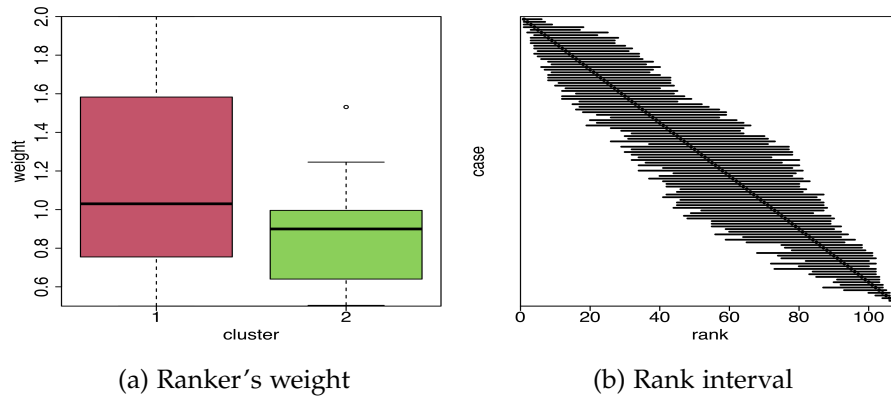 2.0
1.8
1.6
1.4
1.2
1.0
0.8
0.6
weight
1 2
cluster
case
0 20 40 60 80 100
rank
(a) Ranker's weight
(b) Rank interval